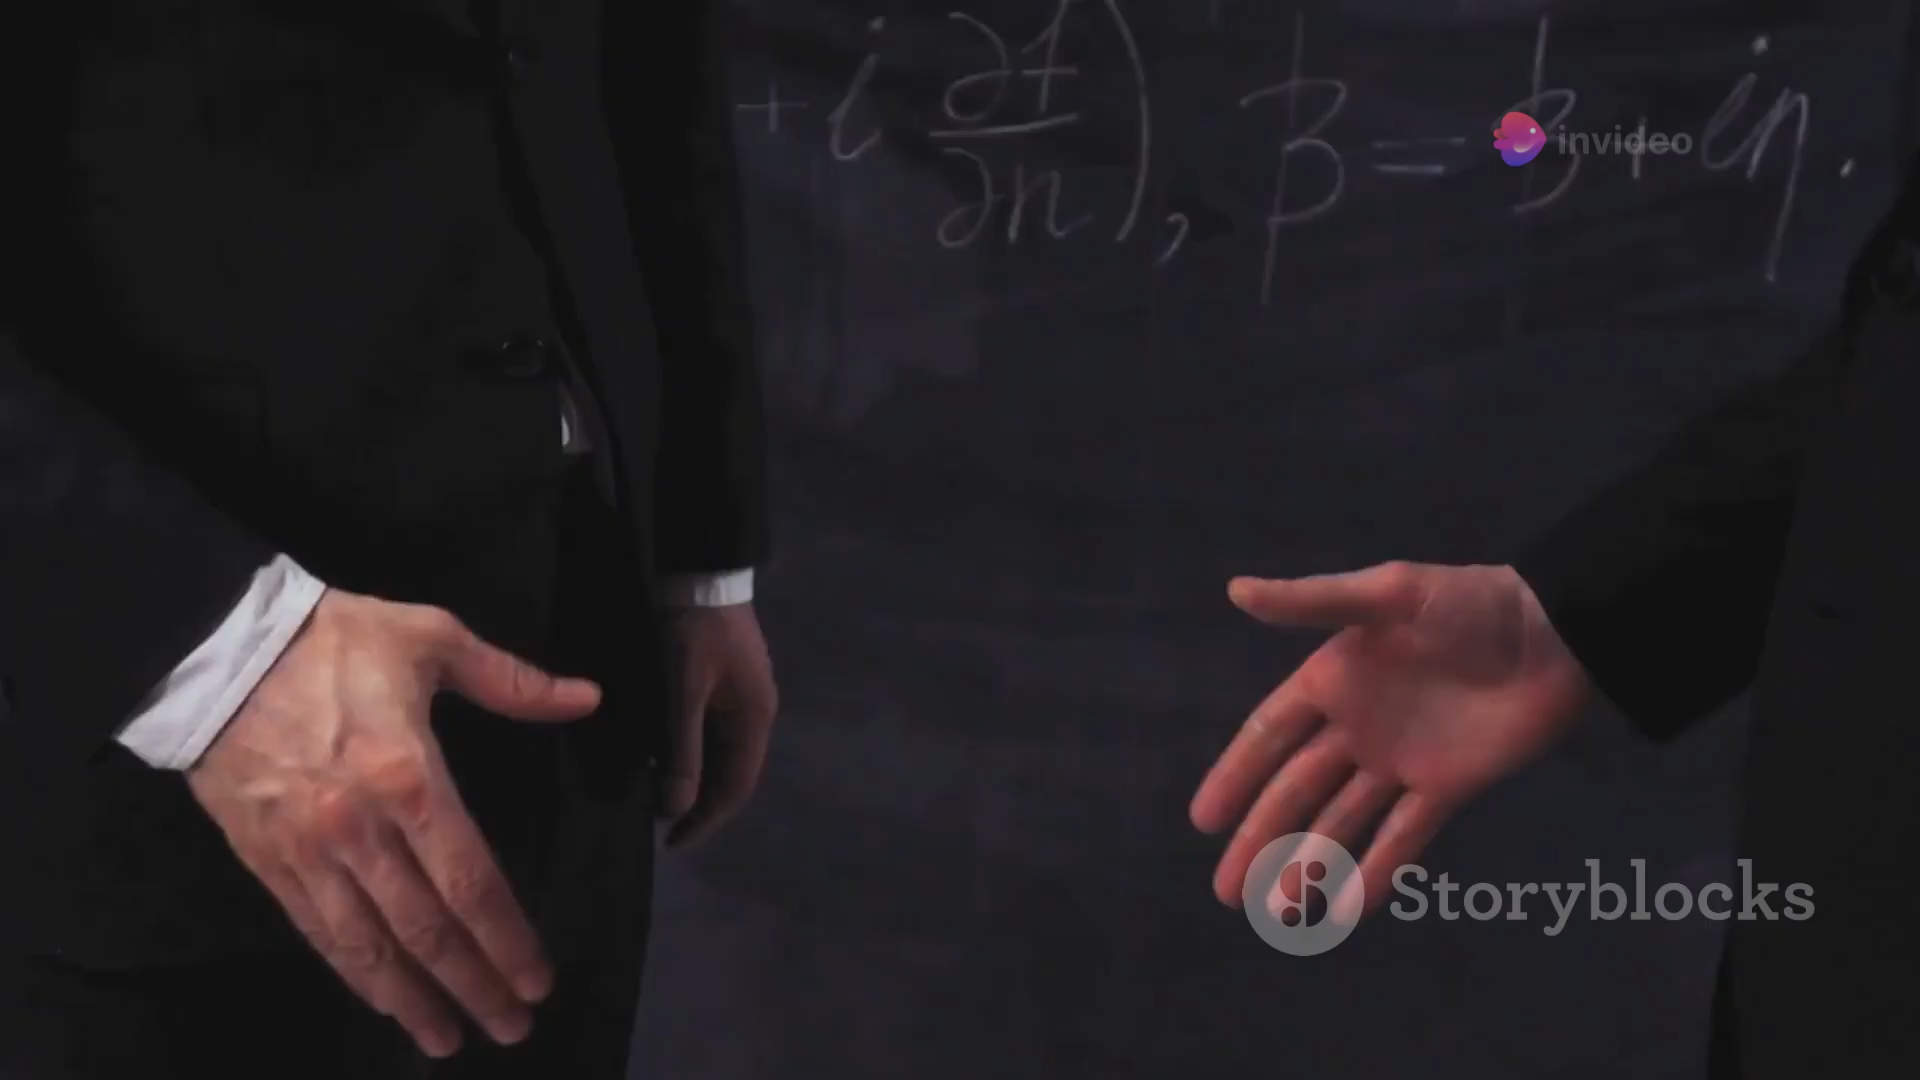 + i ∂f/∂n), β = β + iη.
invideo
Storyblocks